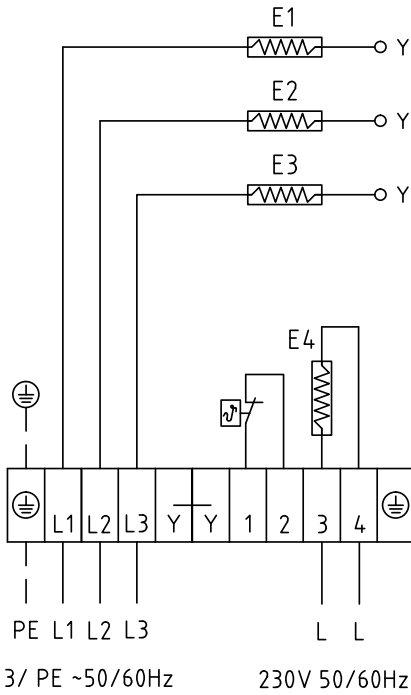 E1
Y
E2
Y
E3
Y
E4
ϑ
L1 L2 L3 Y Y 1 2 3 4
PE L1 L2 L3 L L
3/ PE ~50/60Hz 230V 50/60Hz